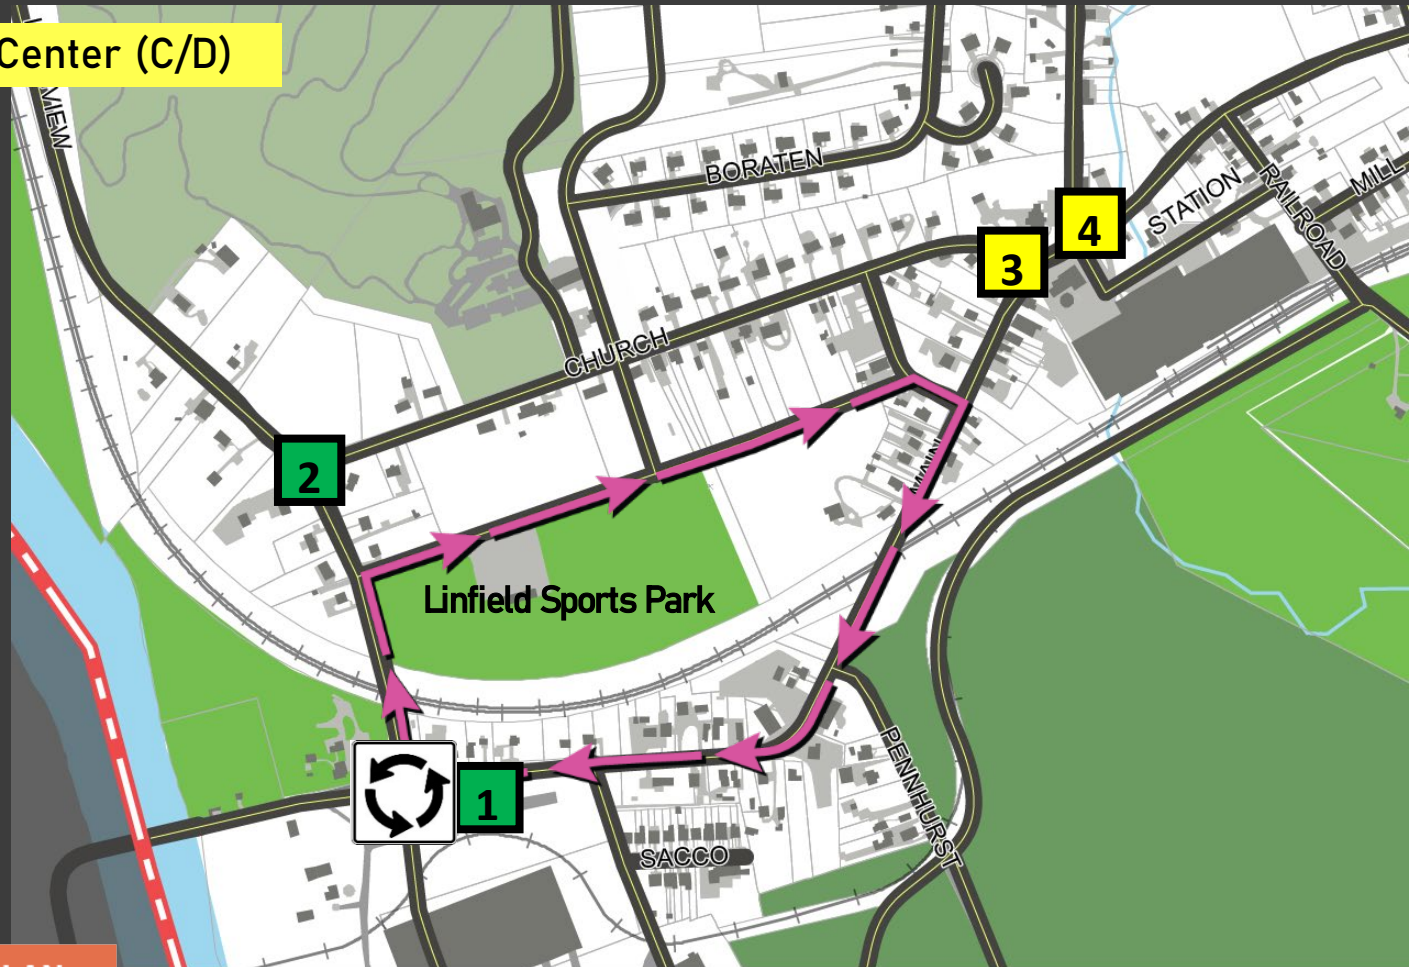 Center (C/D)
VIEW
BORATEN
STATION
RAILROAD
MILL
4
3
CHURCH
2
MAIN
Linfield Sports Park
PENNHURST
1
SACCO